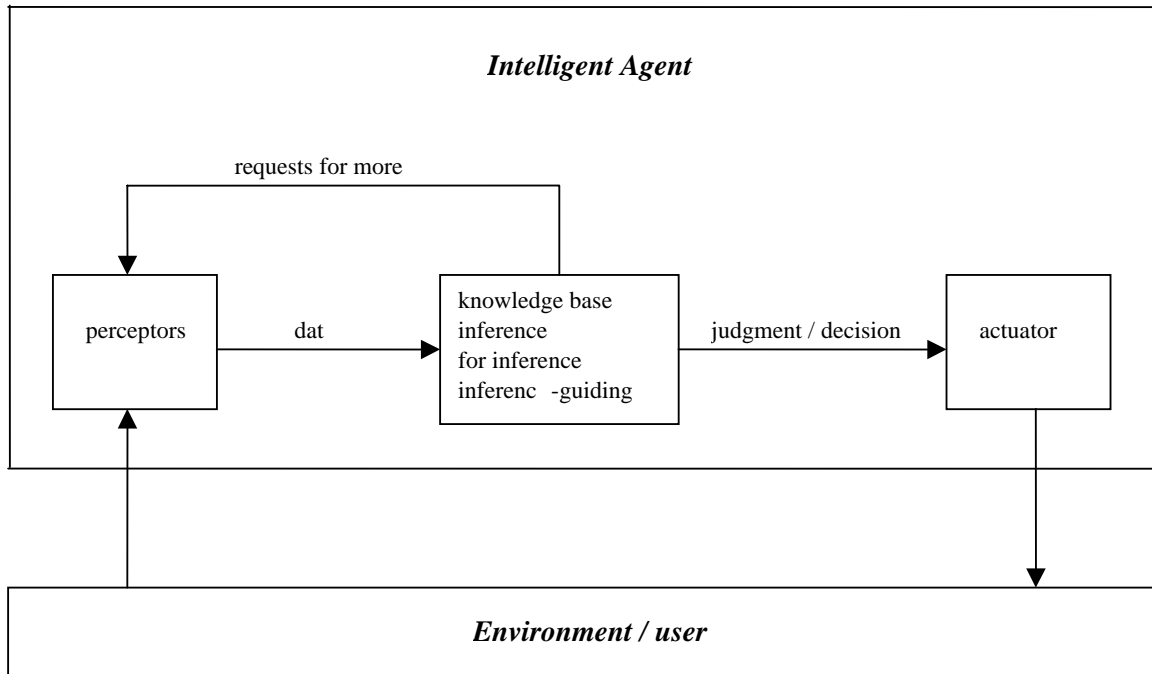 Intelligent Agent
requests for more
perceptors
dat
knowledge base
inference
for inference
inferenc -guiding
judgment / decision
actuator
Environment / user